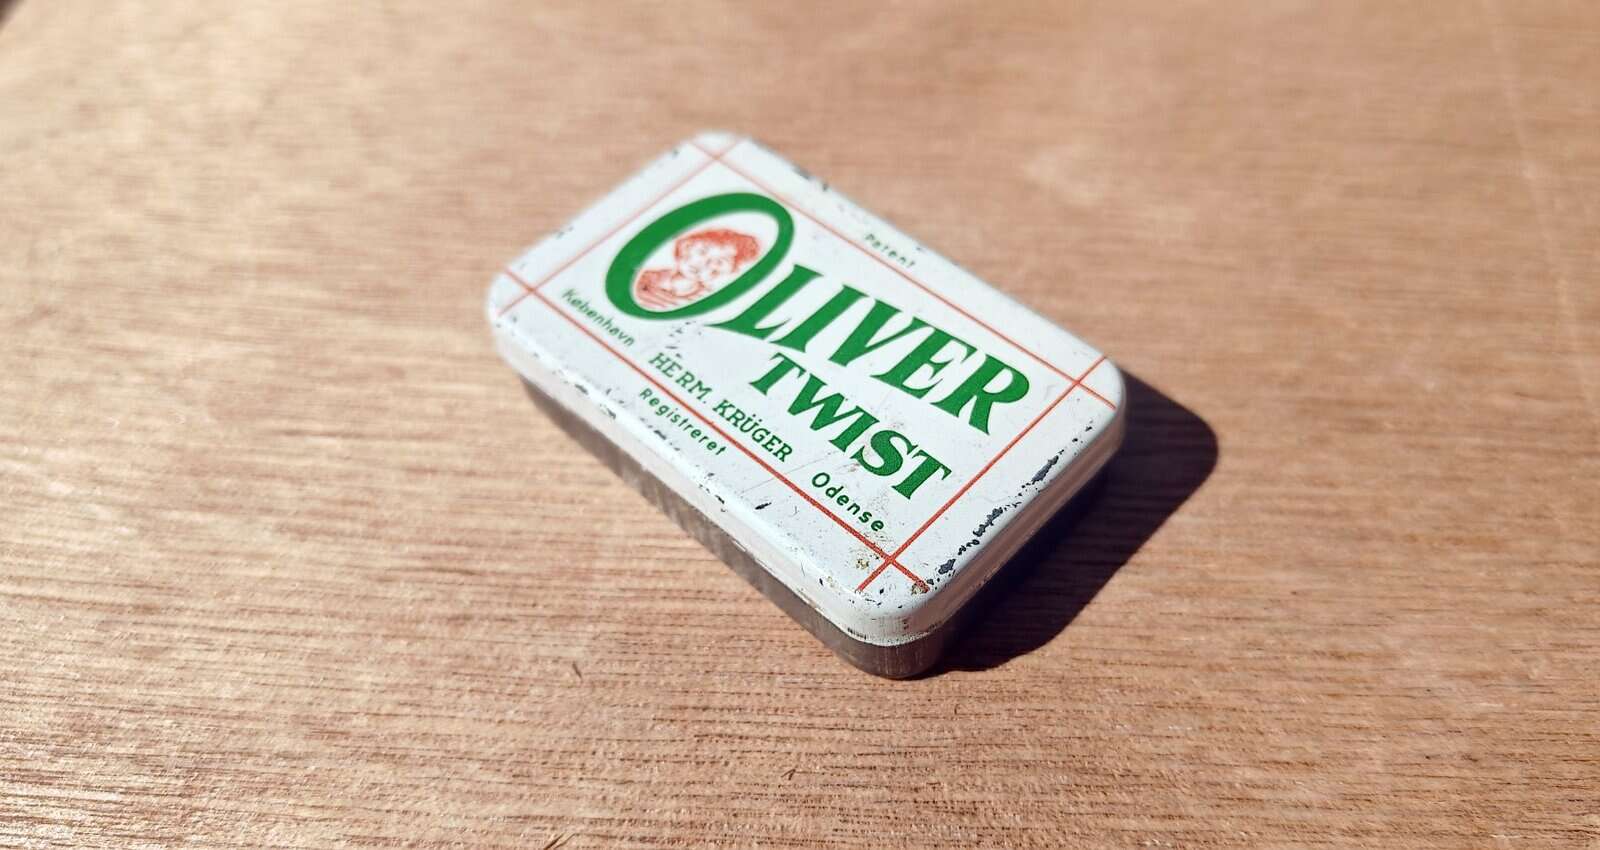 Patent
OLIVER
TWIST
København HERM. KRÜGER Odense
Registreret